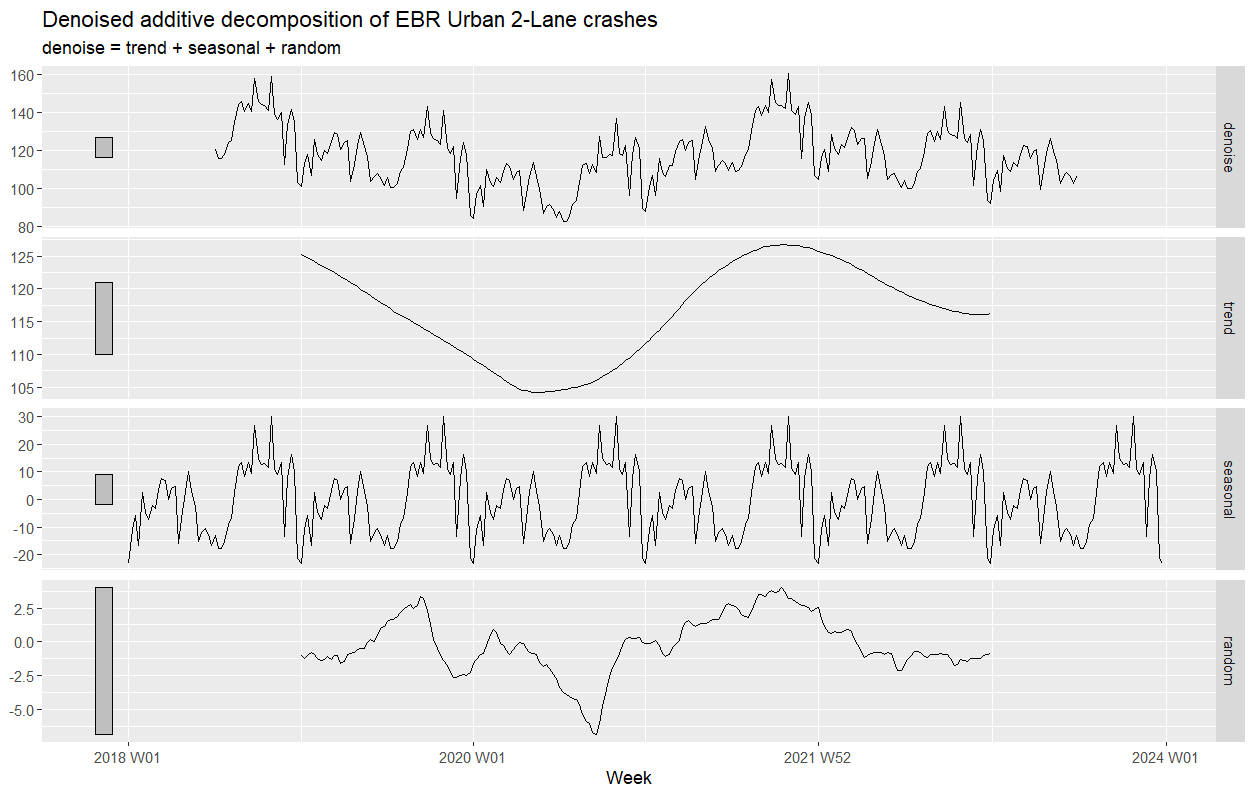 Denoised additive decomposition of EBR Urban 2-Lane crashes
denoise = trend + seasonal + random
160
140
120
100
80
denoise
125
120
115
110
105
trend
30
20
10
0
-10
-20
seasonal
2.5
0.0
-2.5
-5.0
random
2018 W01
2020 W01
2021 W52
2024 W01
Week